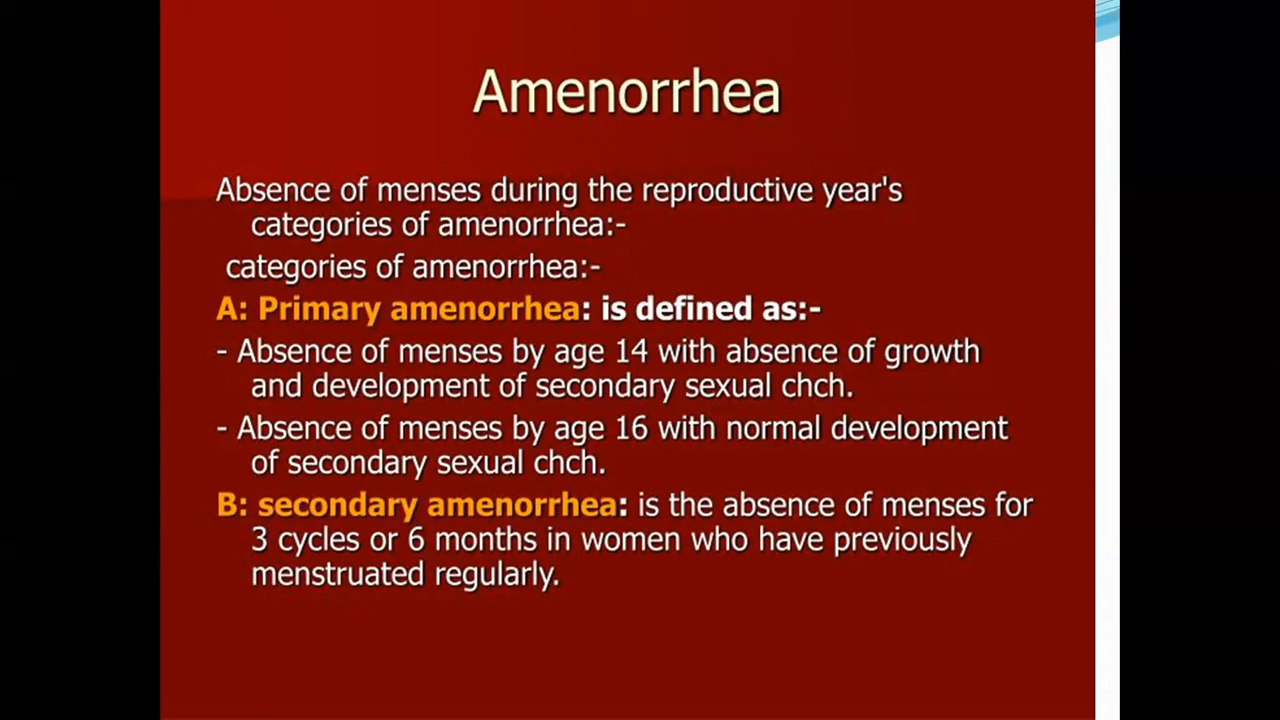 Amenorrhea
Absence of menses during the reproductive year's
categories of amenorrhea:-
categories of amenorrhea:-
A: Primary amenorrhea: is defined as:-
- Absence of menses by age 14 with absence of growth
and development of secondary sexual chch.
- Absence of menses by age 16 with normal development
of secondary sexual chch.
B: secondary amenorrhea: is the absence of menses for
3 cycles or 6 months in women who have previously
menstruated regularly.